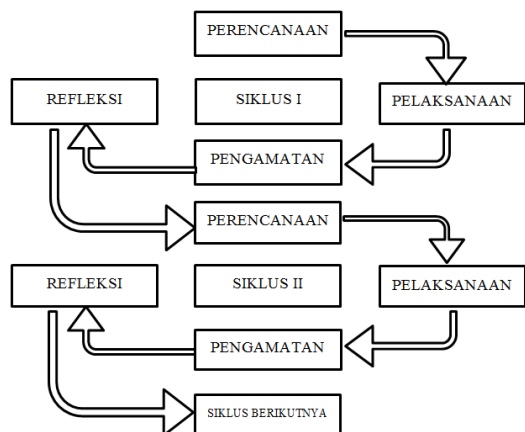 PERENCANAAN
REFLEKSI
SIKLUS I
PELAKSANAAN
PENGAMATAN
PERENCANAAN
REFLEKSI
SIKLUS II
PELAKSANAAN
PENGAMATAN
SIKLUS BERIKUTNYA